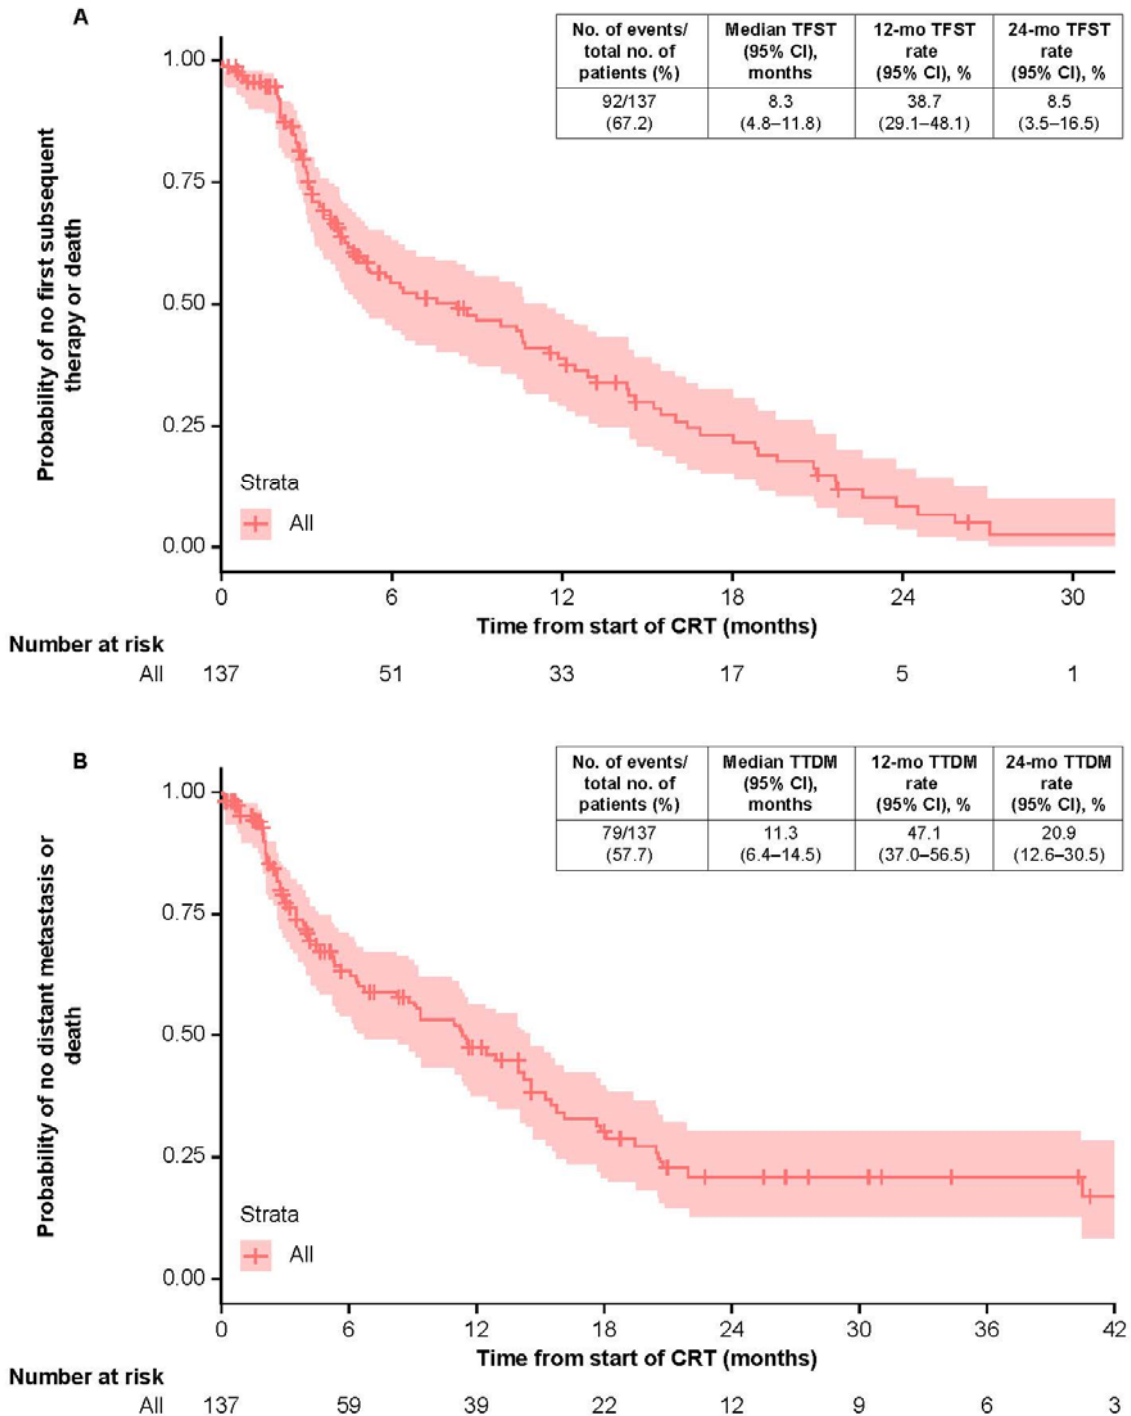 A
No. of events/ total no. of patients (%) | Median TFST (95% CI), months | 12-mo TFST rate (95% CI), % | 24-mo TFST rate (95% CI), %
92/137 (67.2) | 8.3 (4.8–11.8) | 38.7 (29.1–48.1) | 8.5 (3.5–16.5)
Probability of no first subsequent
therapy or death
1.00
0.75
0.50
0.25
0.00
Strata
All
0 6 12 18 24 30
Time from start of CRT (months)
Number at risk
All 137 51 33 17 5 1
B
No. of events/ total no. of patients (%) | Median TTDM (95% CI), months | 12-mo TTDM rate (95% CI), % | 24-mo TTDM rate (95% CI), %
79/137 (57.7) | 11.3 (6.4–14.5) | 47.1 (37.0–56.5) | 20.9 (12.6–30.5)
Probability of no distant metastasis or
death
1.00
0.75
0.50
0.25
0.00
Strata
All
0 6 12 18 24 30 36 42
Time from start of CRT (months)
Number at risk
All 137 59 39 22 12 9 6 3